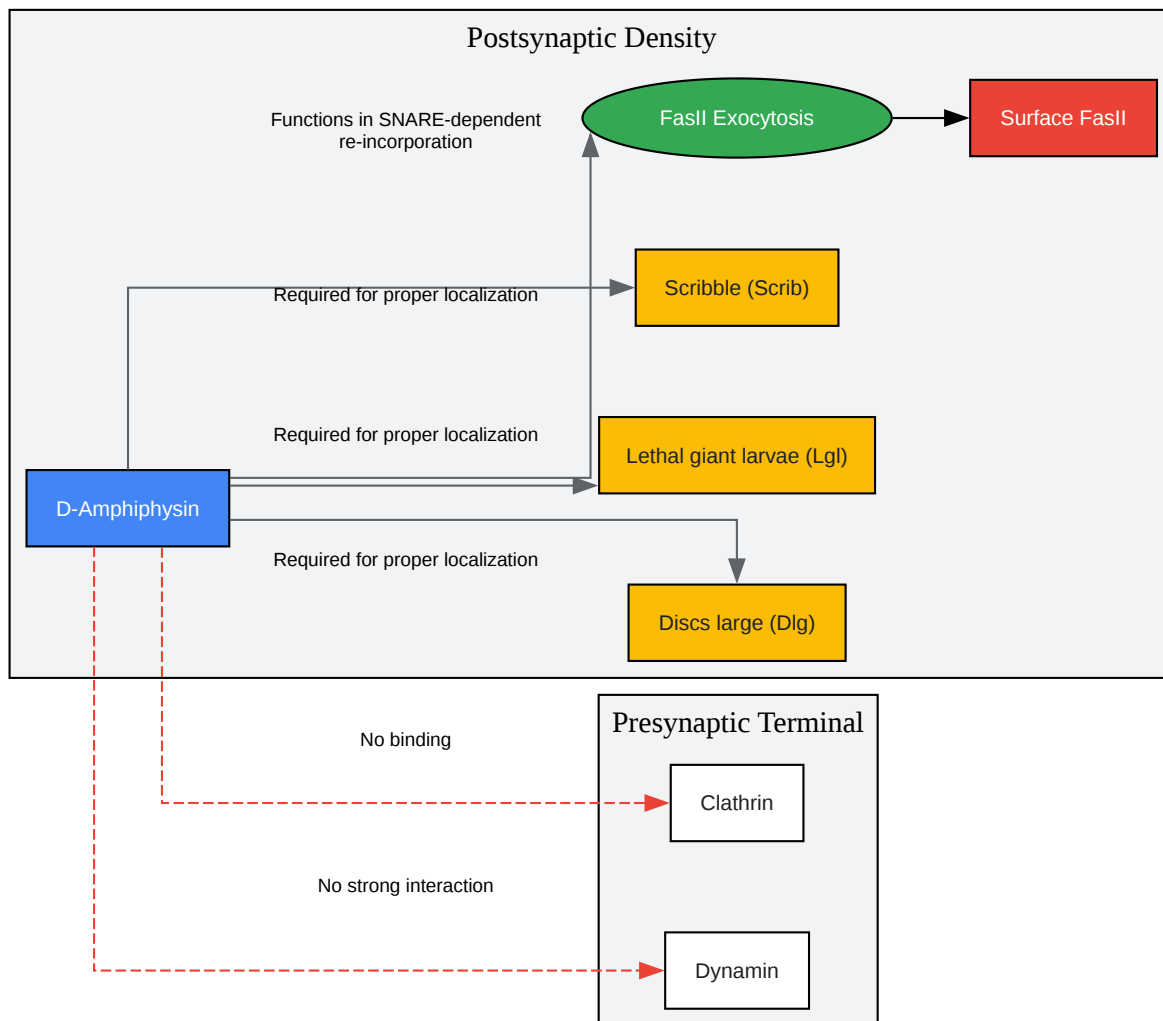 Postsynaptic Density
Functions in SNARE-dependent
re-incorporation
FasII Exocytosis
Surface FasII
Required for proper localization
Scribble (Scrib)
Required for proper localization
Lethal giant larvae (Lgl)
D-Amphiphysin
Required for proper localization
Discs large (Dlg)
Presynaptic Terminal
No binding
Clathrin
No strong interaction
Dynamin